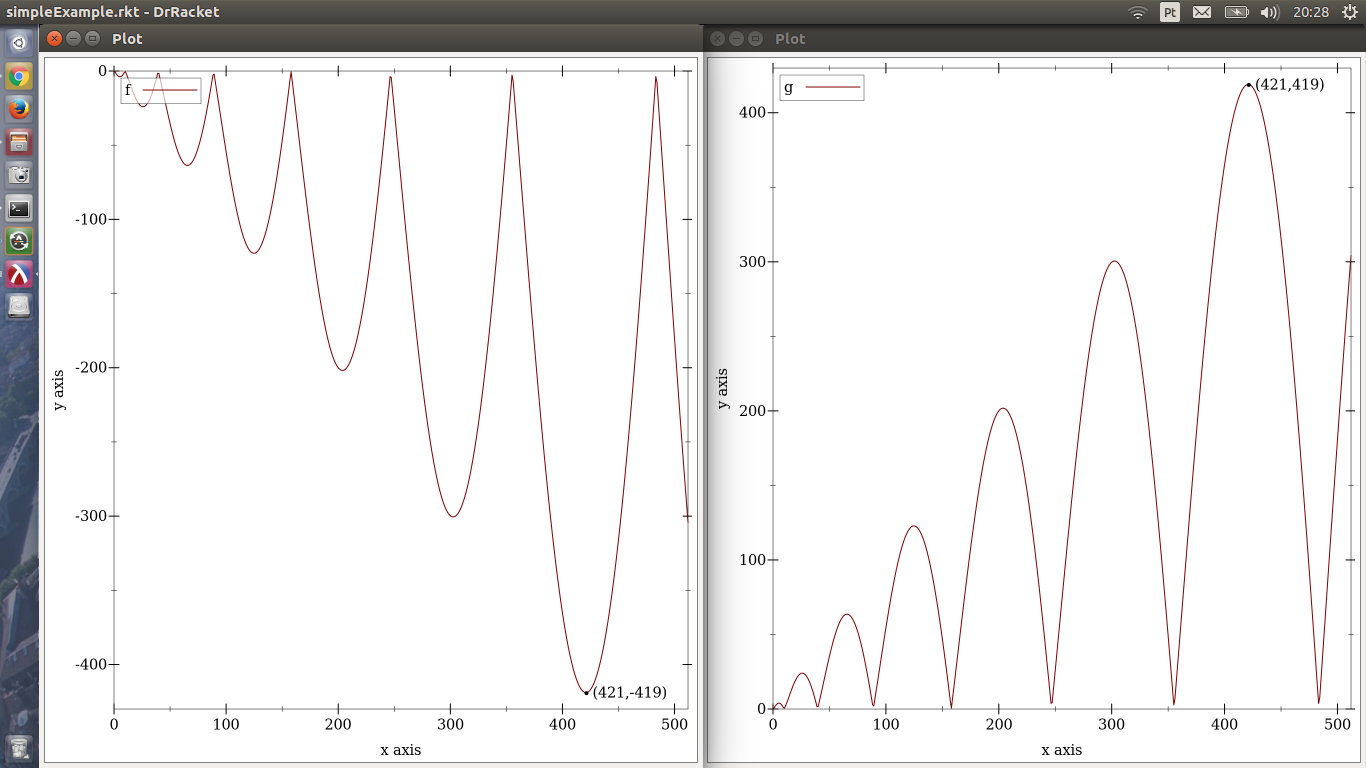 simpleExample.rkt - DrRacket
Pt
20:28
Plot
0
f
-100
-200
y axis
-300
-400
(421,-419)
0 100 200 300 400 500
x axis
Plot
g
(421,419)
400
300
y axis
200
100
0
0 100 200 300 400 500
x axis